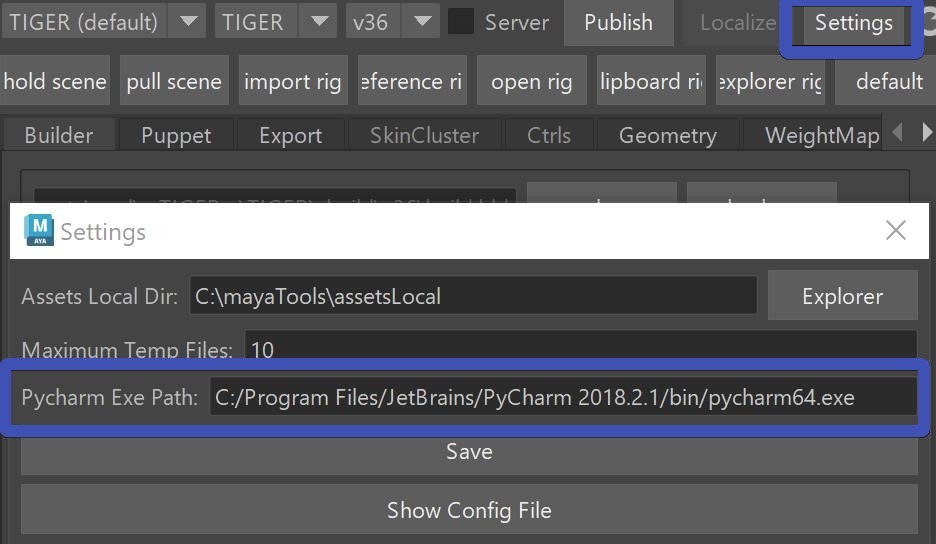 TIGER (default) TIGER v36 Server Publish Localize Settings
hold scene pull scene import rig eference ri open rig lipboard ri explorer rig default
Builder Puppet Export SkinCluster Ctrls Geometry WeightMap
M AYA Settings
Assets Local Dir: C:\mayaTools\assetsLocal Explorer
Maximum Temp Files: 10
Pycharm Exe Path: C:/Program Files/JetBrains/PyCharm 2018.2.1/bin/pycharm64.exe
Save
Show Config File